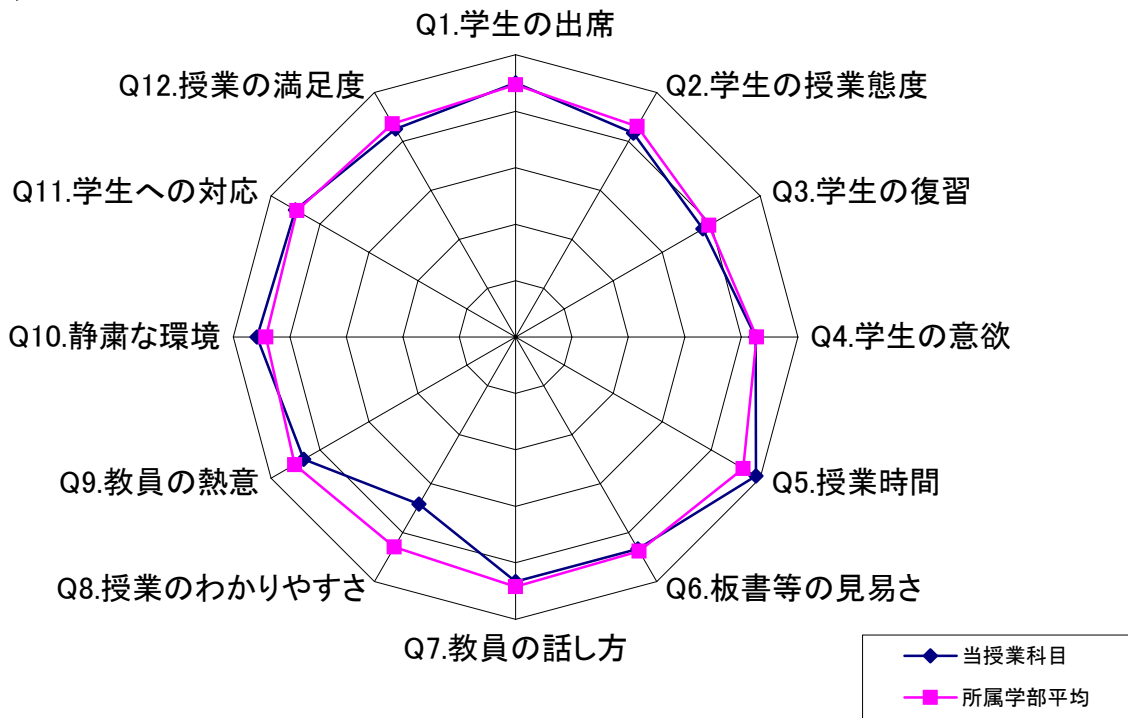 Q1.学生の出席
Q2.学生の授業態度
Q3.学生の復習
Q4.学生の意欲
Q5.授業時間
Q6.板書等の見易さ
Q7.教員の話し方
Q8.授業のわかりやすさ
Q9.教員の熱意
Q10.静粛な環境
Q11.学生への対応
Q12.授業の満足度
当授業科目
所属学部平均